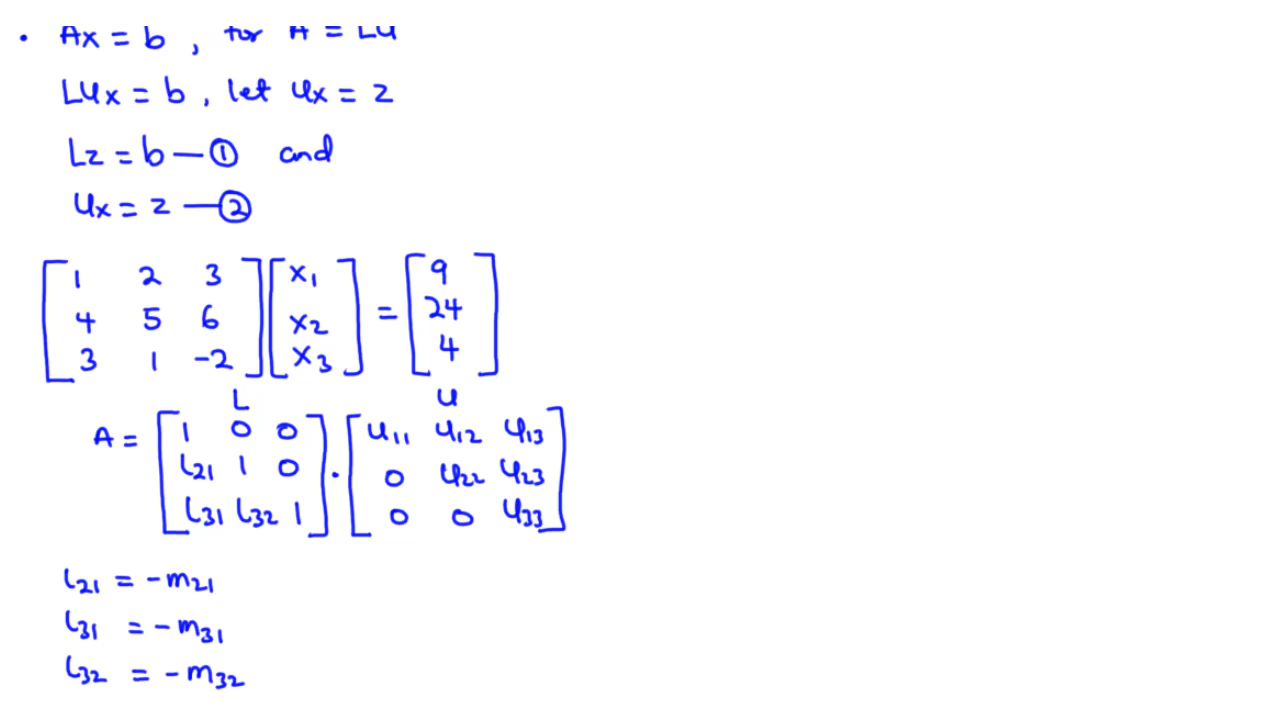 • Ax = b , for A = LU
LUx = b , let Ux = z
Lz = b — ① and
Ux = z — ②
[1 2 3] [x1] = [9]
[4 5 6] [x2] [24]
[3 1 -2] [x3] [4]
L U
A = [1 0 0] . [u11 u12 u13]
[l21 1 0] [0 u22 u23]
[l31 l32 1] [0 0 u33]
l21 = -m21
l31 = -m31
l32 = -m32